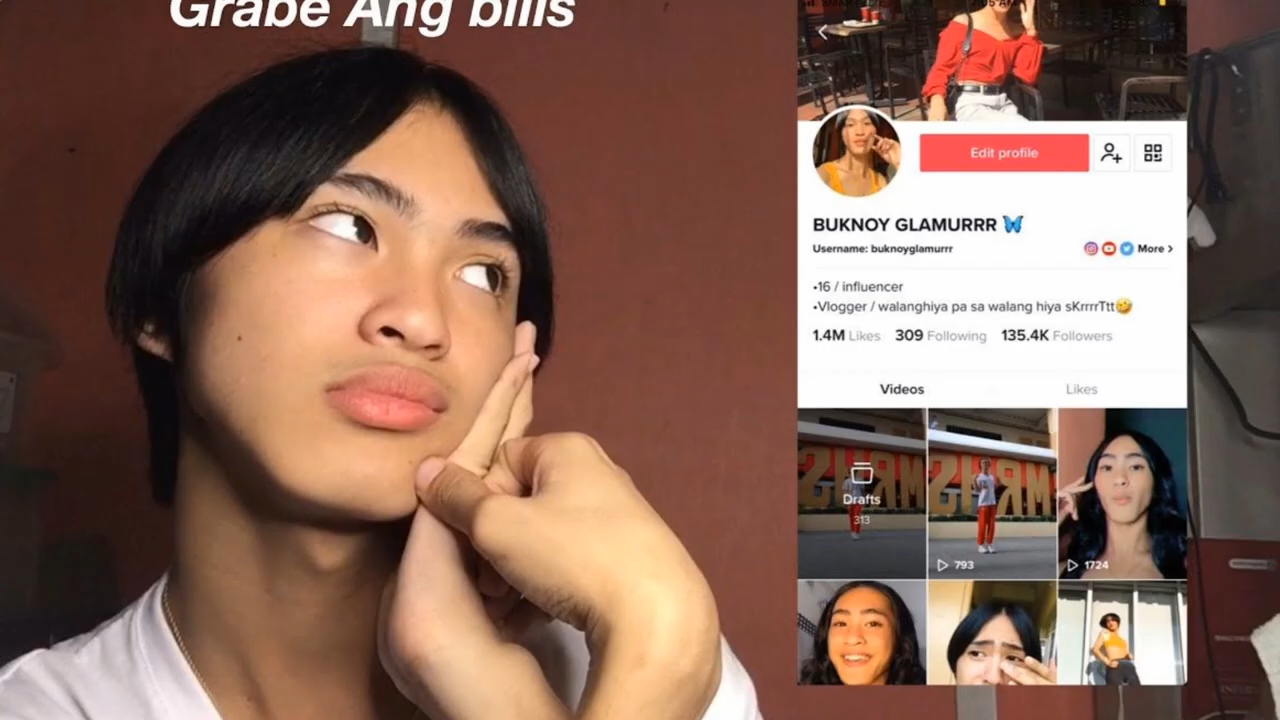 Grabe Ang bills
Edit profile
BUKNOY GLAMURRR
Username: buknoyglamurrr
More >
•16 / influencer
•Vlogger / walanghiya pa sa walang hiya sKrrrrTtt
1.4M Likes 309 Following 135.4K Followers
Videos Likes
Drafts
313
793
1724